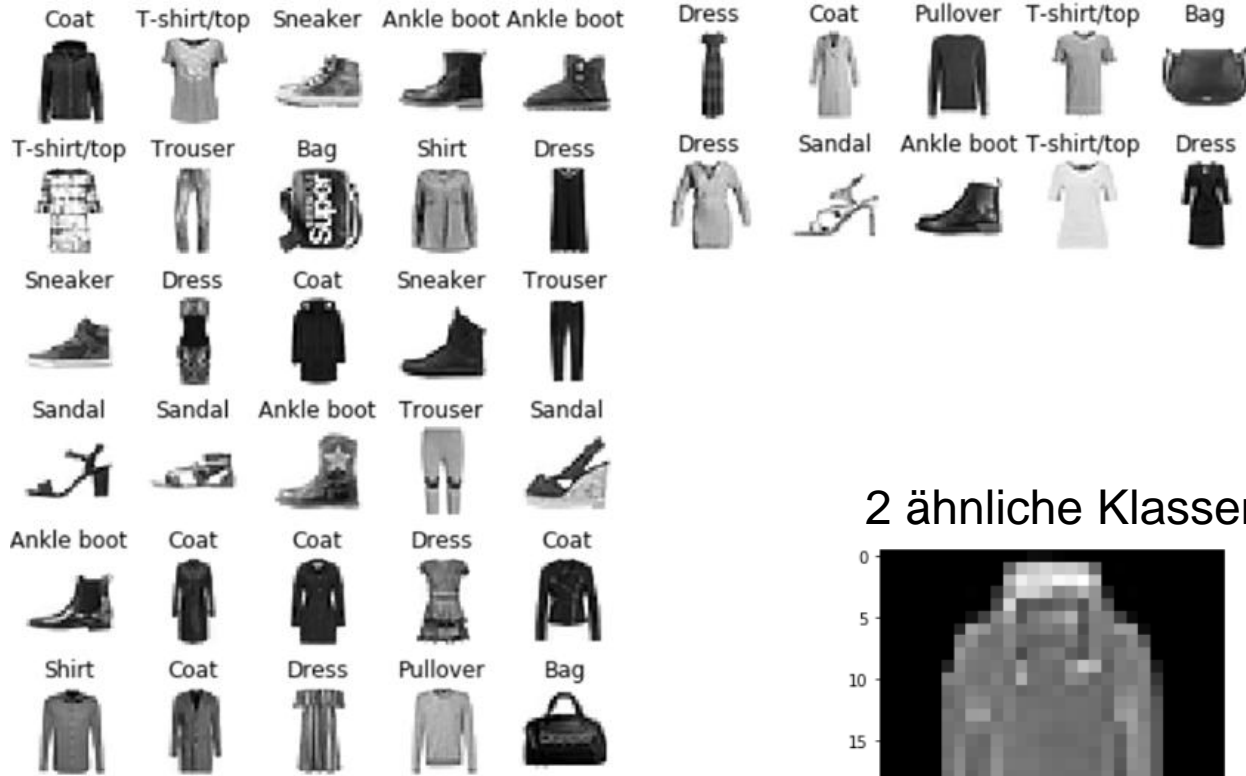 Coat T-shirt/top Sneaker Ankle boot Ankle boot
T-shirt/top Trouser Bag Shirt Dress
super
Sneaker Dress Coat Sneaker Trouser
Sandal Sandal Ankle boot Trouser Sandal
Ankle boot Coat Coat Dress Coat
Shirt Coat Dress Pullover Bag
Dress Coat Pullover T-shirt/top Bag
Dress Sandal Ankle boot T-shirt/top Dress
2 ähnliche Klassen
0
5
10
15